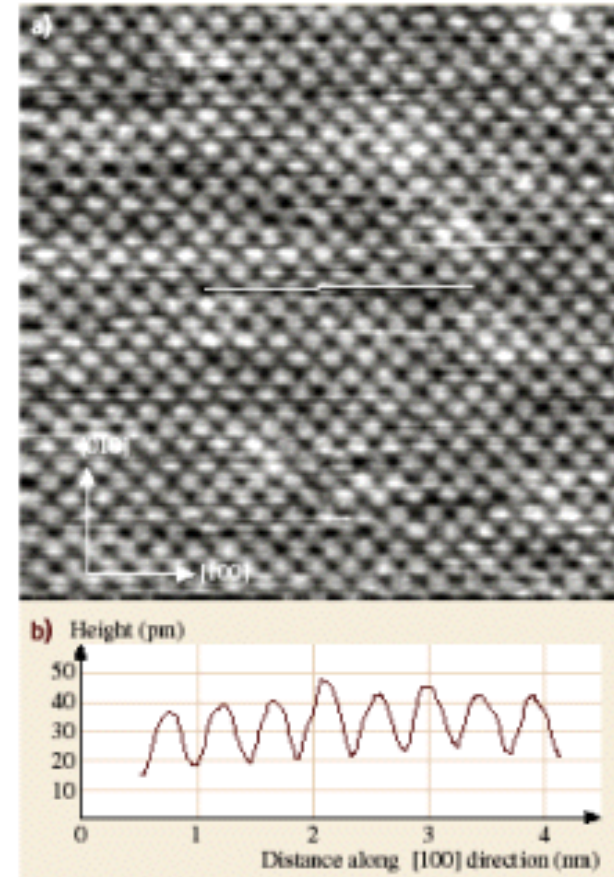 a)
[010]
[100]
b) Height (pm)
50
40
30
20
10
0 1 2 3 4
Distance along [100] direction (nm)